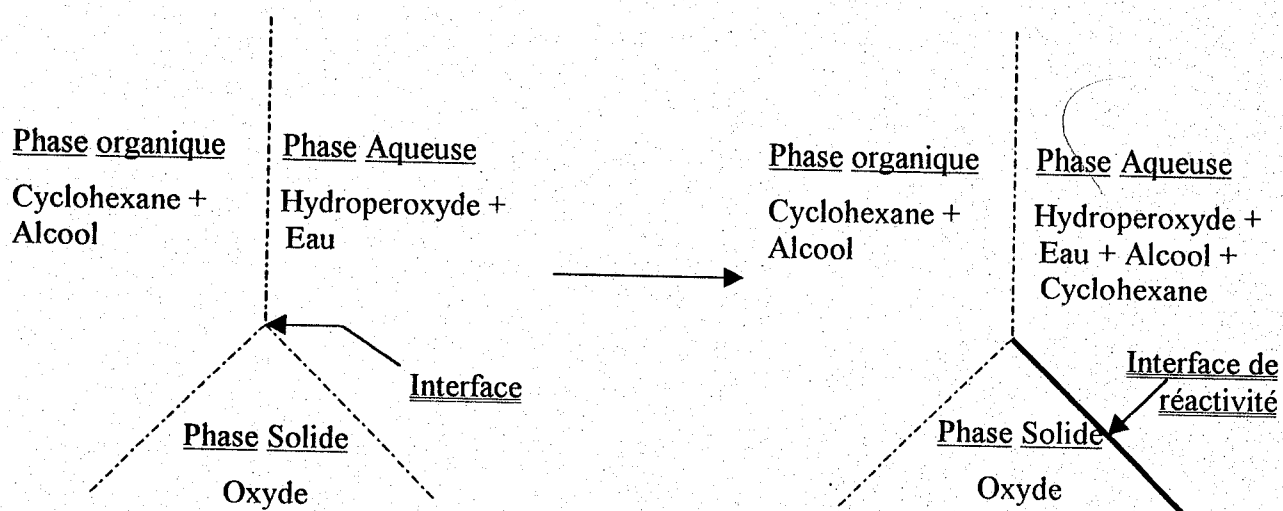 Phase organique
Cyclohexane +
Alcool
Phase Aqueuse
Hydroperoxyde +
Eau
Interface
Phase Solide
Oxyde
Phase organique
Cyclohexane +
Alcool
Phase Aqueuse
Hydroperoxyde +
Eau + Alcool +
Cyclohexane
Interface de
réactivité
Phase Solide
Oxyde